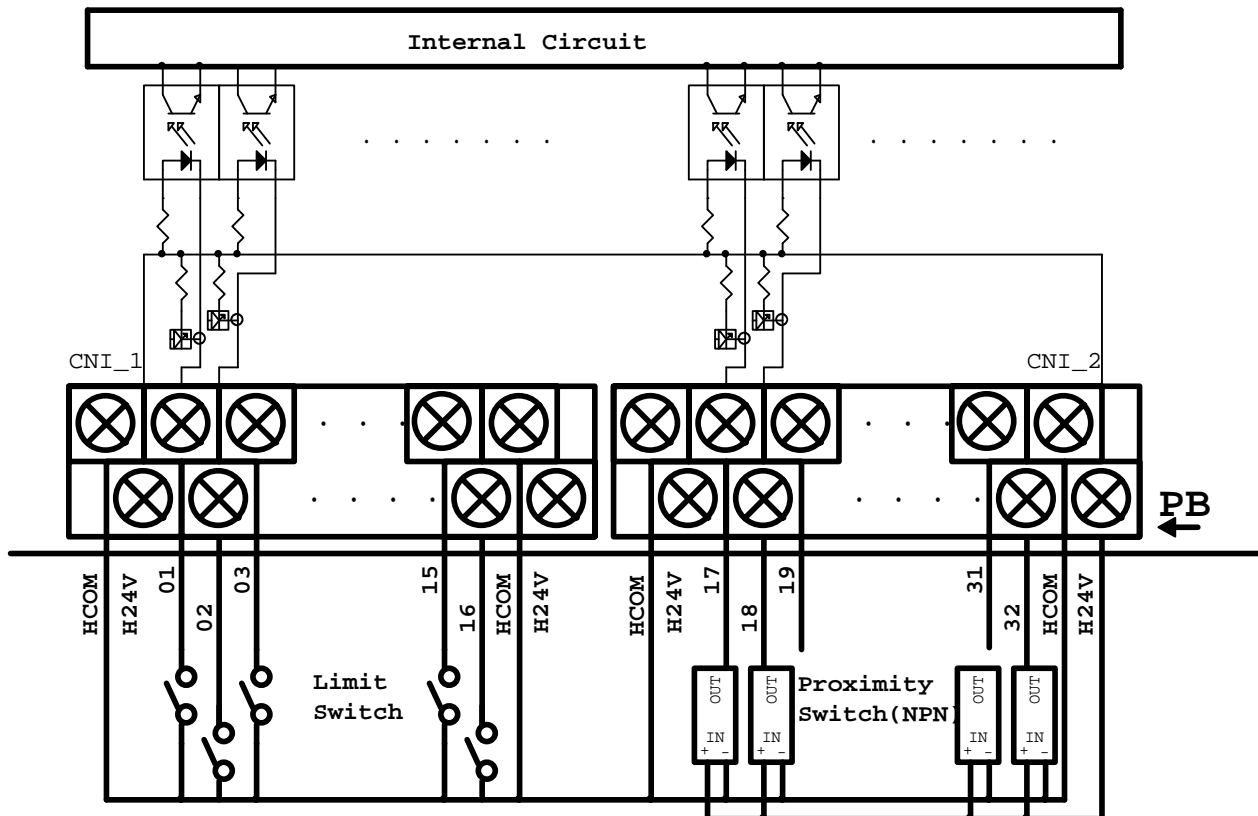 Internal Circuit
CNI_1
CNI_2
PB
HCOM
H24V
01
02
03
15
16
HCOM
H24V
HCOM
H24V
17
18
19
31
32
HCOM
H24V
Limit
Switch
Proximity
Switch(NPN)
OUT
IN
+ -
OUT
IN
+ -
OUT
IN
+ -
OUT
IN
+ -